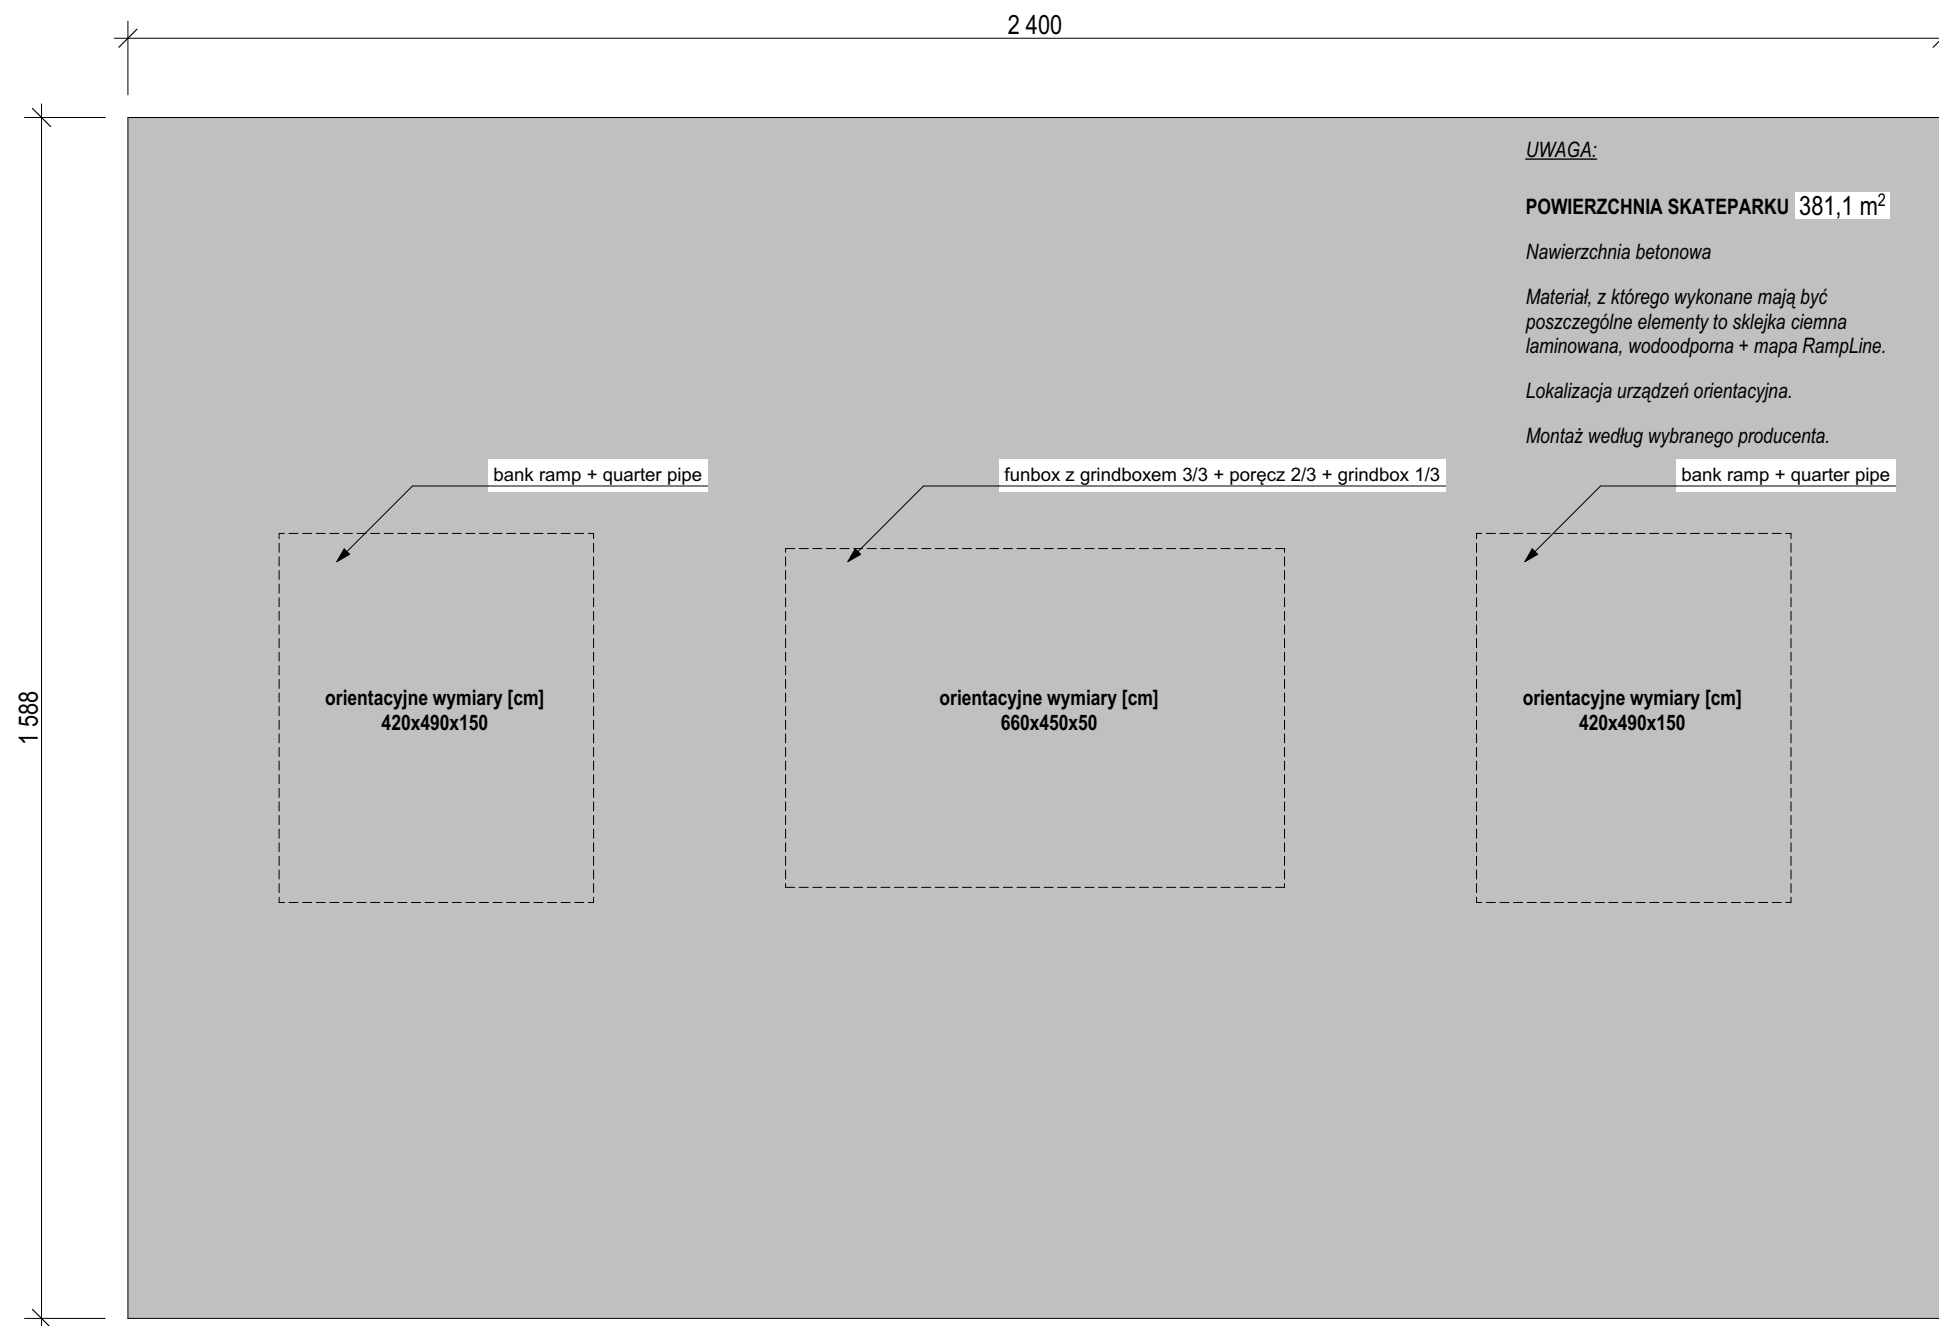 2 400
UWAGA:
POWIERZCHNIA SKATEPARKU 381,1 m²
Nawierzchnia betonowa
Materiał, z którego wykonane mają być
poszczególne elementy to sklejka ciemna
laminowana, wodoodporna + mapa RampLine.
Lokalizacja urządzeń orientacyjna.
Montaż według wybranego producenta.
bank ramp + quarter pipe
funbox z grindboxem 3/3 + poręcz 2/3 + grindbox 1/3
bank ramp + quarter pipe
1 588
orientacyjne wymiary [cm]
420x490x150
orientacyjne wymiary [cm]
660x450x50
orientacyjne wymiary [cm]
420x490x150